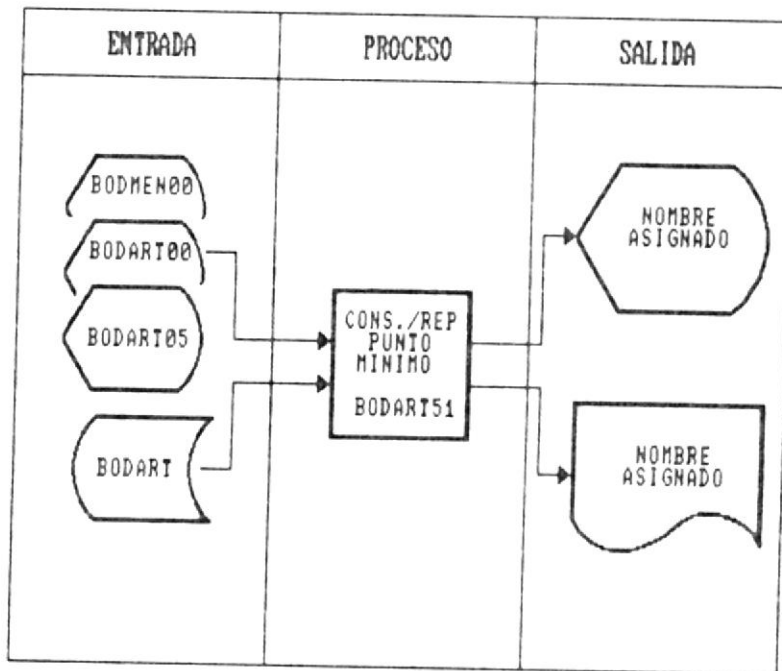 ENTRADA
PROCESO
SALIDA
BODMEN00
BODART00
BODART05
BODART
CONS./REP
PUNTO
MINIMO
BODART51
NOMBRE
ASIGNADO
NOMBRE
ASIGNADO